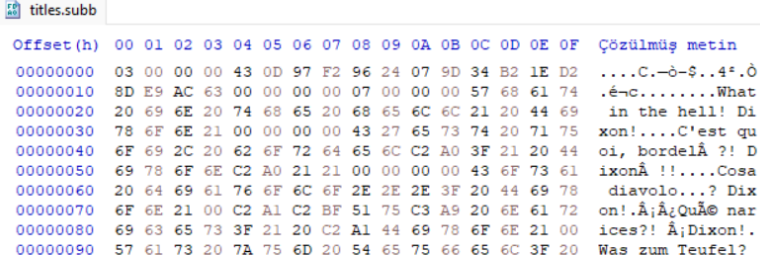 titles.subb
Offset(h) 00 01 02 03 04 05 06 07 08 09 0A 0B 0C 0D 0E 0F Çözülmüş metin
00000000 03 00 00 00 43 0D 97 F2 96 24 07 9D 34 B2 1E D2 ....C.—ò–$..4².Ò
00000010 8D E9 AC 63 00 00 00 00 07 00 00 00 57 68 61 74 .é¬c........What
00000020 20 69 6E 20 74 68 65 20 68 65 6C 6C 21 20 44 69 in the hell! Di
00000030 78 6F 6E 21 00 00 00 00 43 27 65 73 74 20 71 75 xon!....C'est qu
00000040 6F 69 2C 20 62 6F 72 64 65 6C C2 A0 3F 21 20 44 oi, bordelÂ ?! D
00000050 69 78 6F 6E C2 A0 21 21 00 00 00 00 43 6F 73 61 ixonÂ !!....Cosa
00000060 20 64 69 61 76 6F 6C 6F 2E 2E 2E 3F 20 44 69 78 diavolo...? Dix
00000070 6F 6E 21 00 C2 A1 C2 BF 51 75 C3 A9 20 6E 61 72 on!.Â¡Â¿QuÃ© nar
00000080 69 63 65 73 3F 21 20 C2 A1 44 69 78 6F 6E 21 00 ices?! Â¡Dixon!.
00000090 57 61 73 20 7A 75 6D 20 54 65 75 66 65 6C 3F 20 Was zum Teufel?